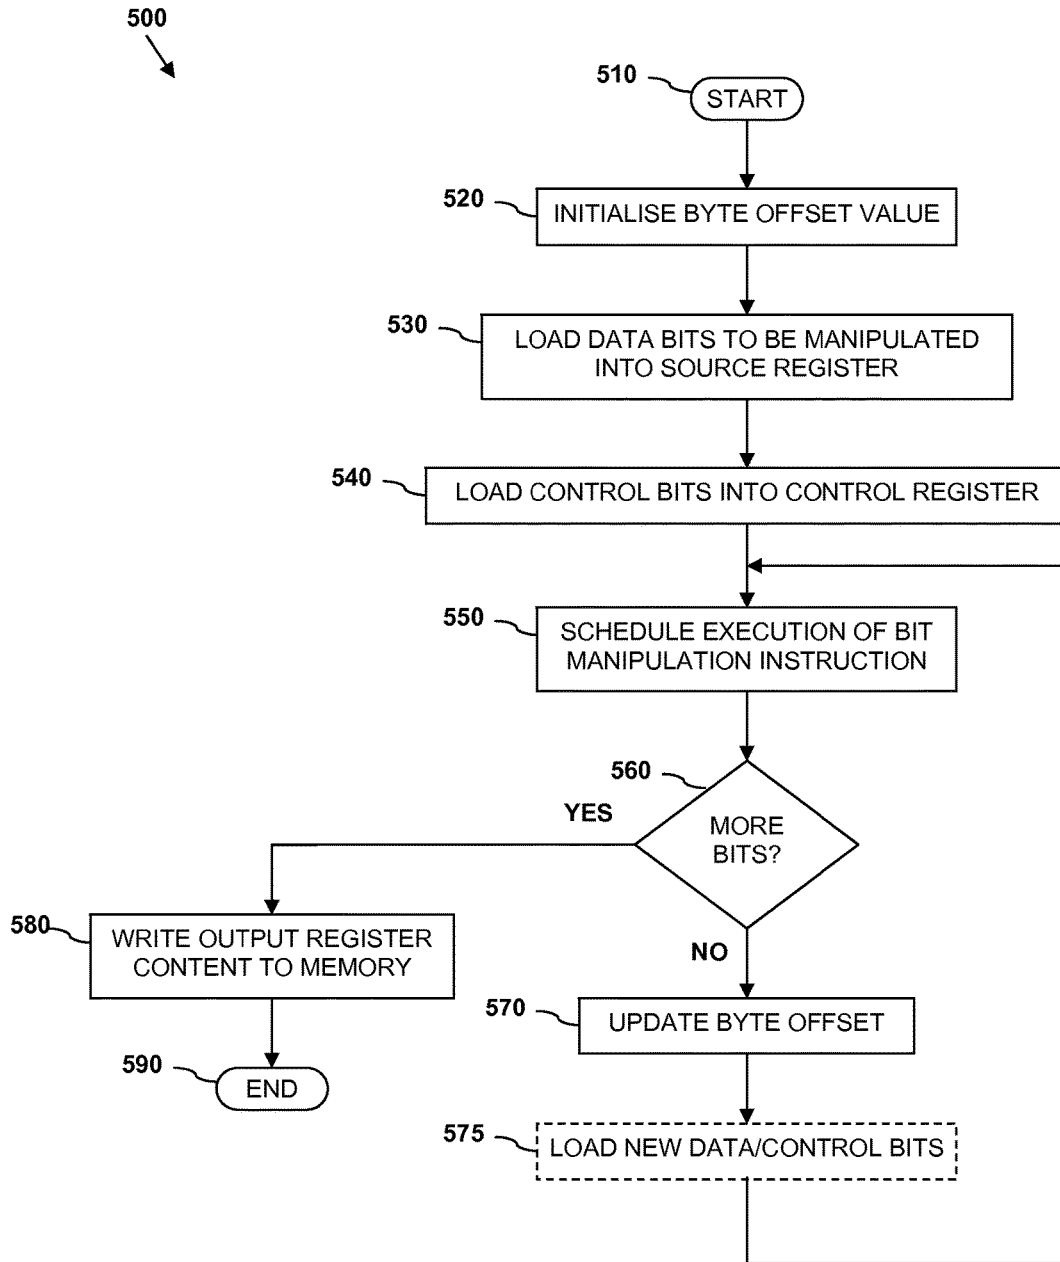 500
510
START
520
INITIALISE BYTE OFFSET VALUE
530
LOAD DATA BITS TO BE MANIPULATED
INTO SOURCE REGISTER
540
LOAD CONTROL BITS INTO CONTROL REGISTER
550
SCHEDULE EXECUTION OF BIT
MANIPULATION INSTRUCTION
560
YES
MORE
BITS?
580
WRITE OUTPUT REGISTER
CONTENT TO MEMORY
NO
570
UPDATE BYTE OFFSET
590
END
575
LOAD NEW DATA/CONTROL BITS